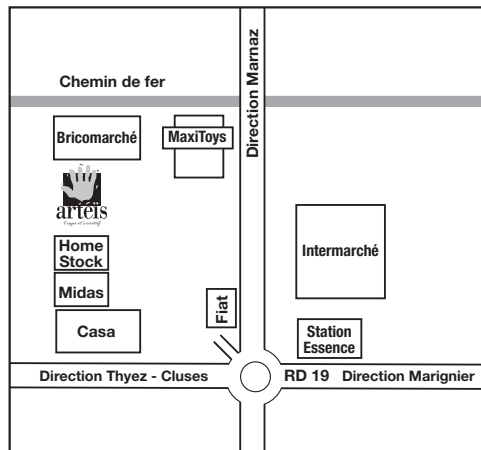 Chemin de fer
Direction Marnaz
Bricomarché
MaxiToys
arteïs
Home
Stock
Intermarché
Midas
Fiat
Casa
Station
Essence
Direction Thyez - Cluses
RD 19 Direction Marignier